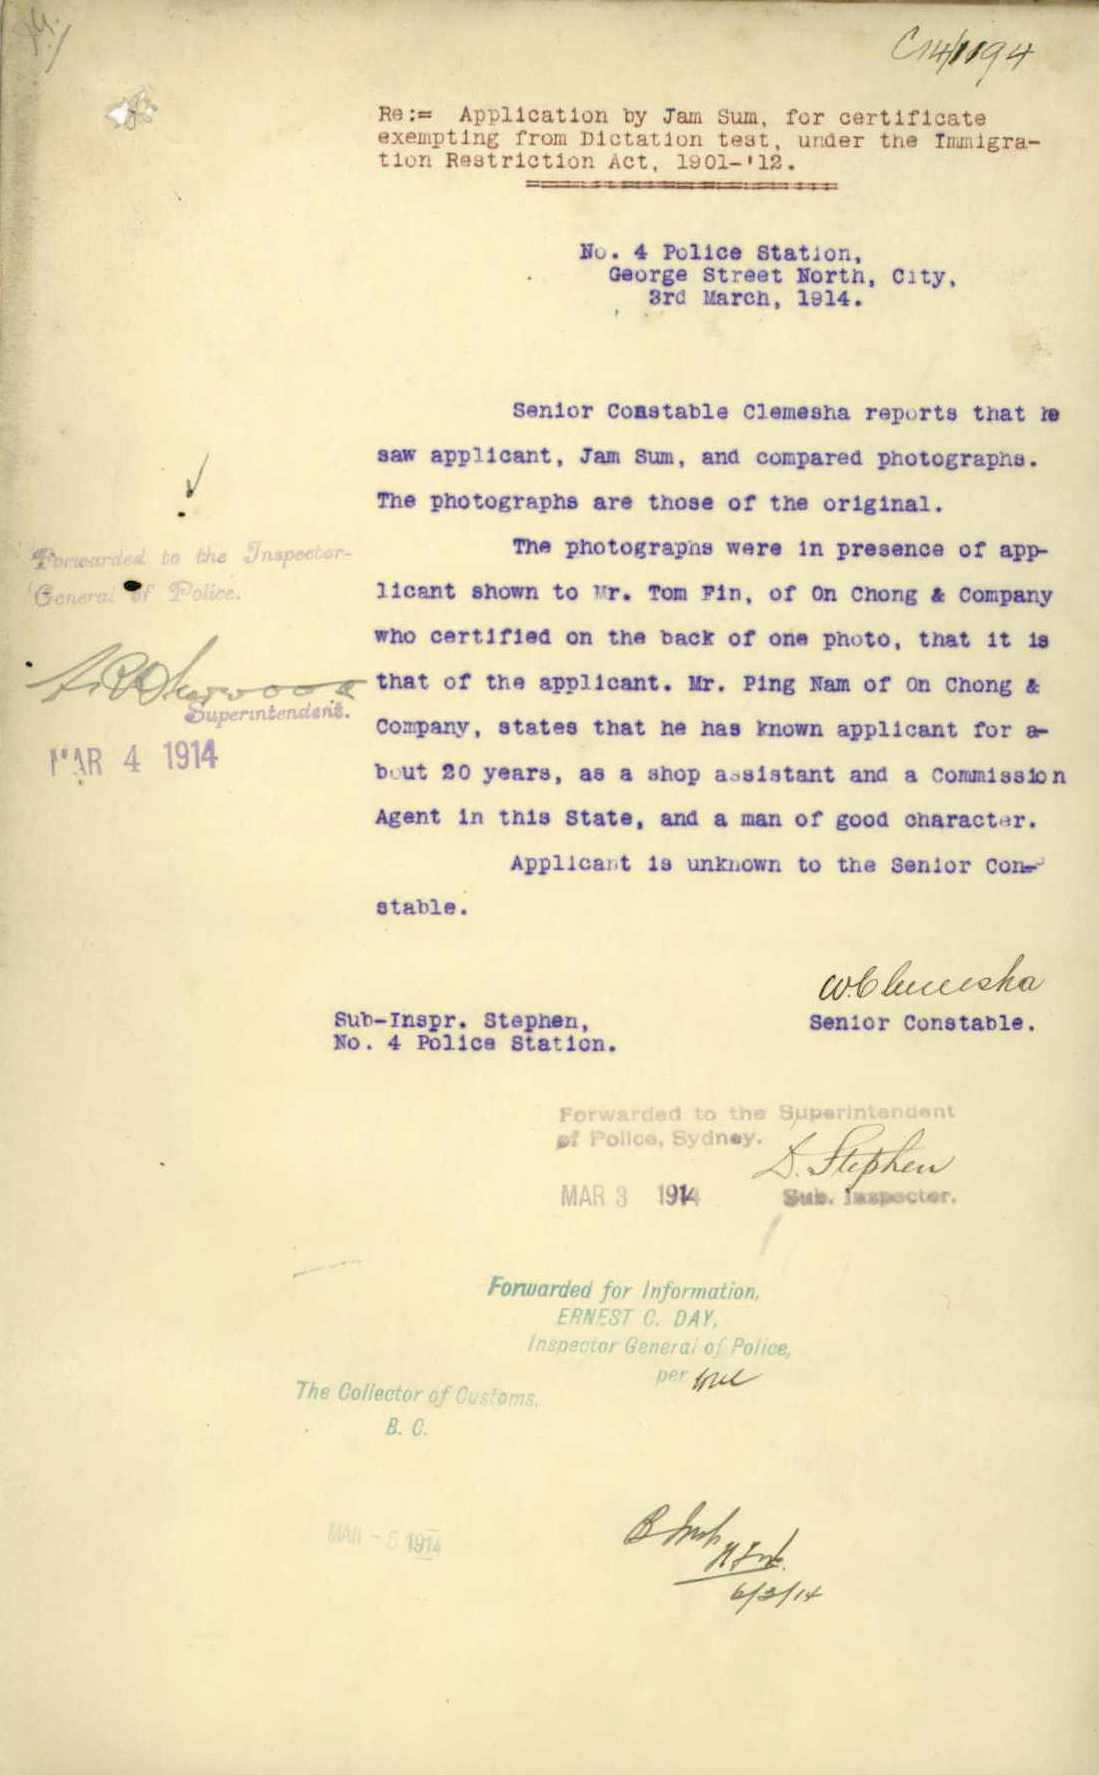 C14/1194
Re:= Application by Jam Sum, for certificate
exempting from Dictation test, under the Immigra-
tion Restriction Act, 1901-'12.
No. 4 Police Station,
George Street North, City,
3rd March, 1914.
Senior Constable Clemesha reports that he
saw applicant, Jam Sum, and compared photographs.
The photographs are those of the original.
The photographs were in presence of app-
licant shown to Mr. Tom Fin, of On Chong & Company
who certified on the back of one photo, that it is
that of the applicant. Mr. Ping Nam of On Chong &
Company, states that he has known applicant for a-
bout 20 years, as a shop assistant and a Commission
Agent in this State, and a man of good character.
Applicant is unknown to the Senior Con-
stable.
Forwarded to the Inspector-
General of Police.
Superintendent.
MAR 4 1914
W. Clemesha
Senior Constable.
Sub-Inspr. Stephen,
No. 4 Police Station.
Forwarded to the Superintendent
of Police, Sydney.
D. Stephen
MAR 3 1914
Sub. Inspector.
Forwarded for Information,
ERNEST C. DAY,
Inspector General of Police,
per
The Collector of Customs.
B. C.
MAR - 5 1914
6/3/14